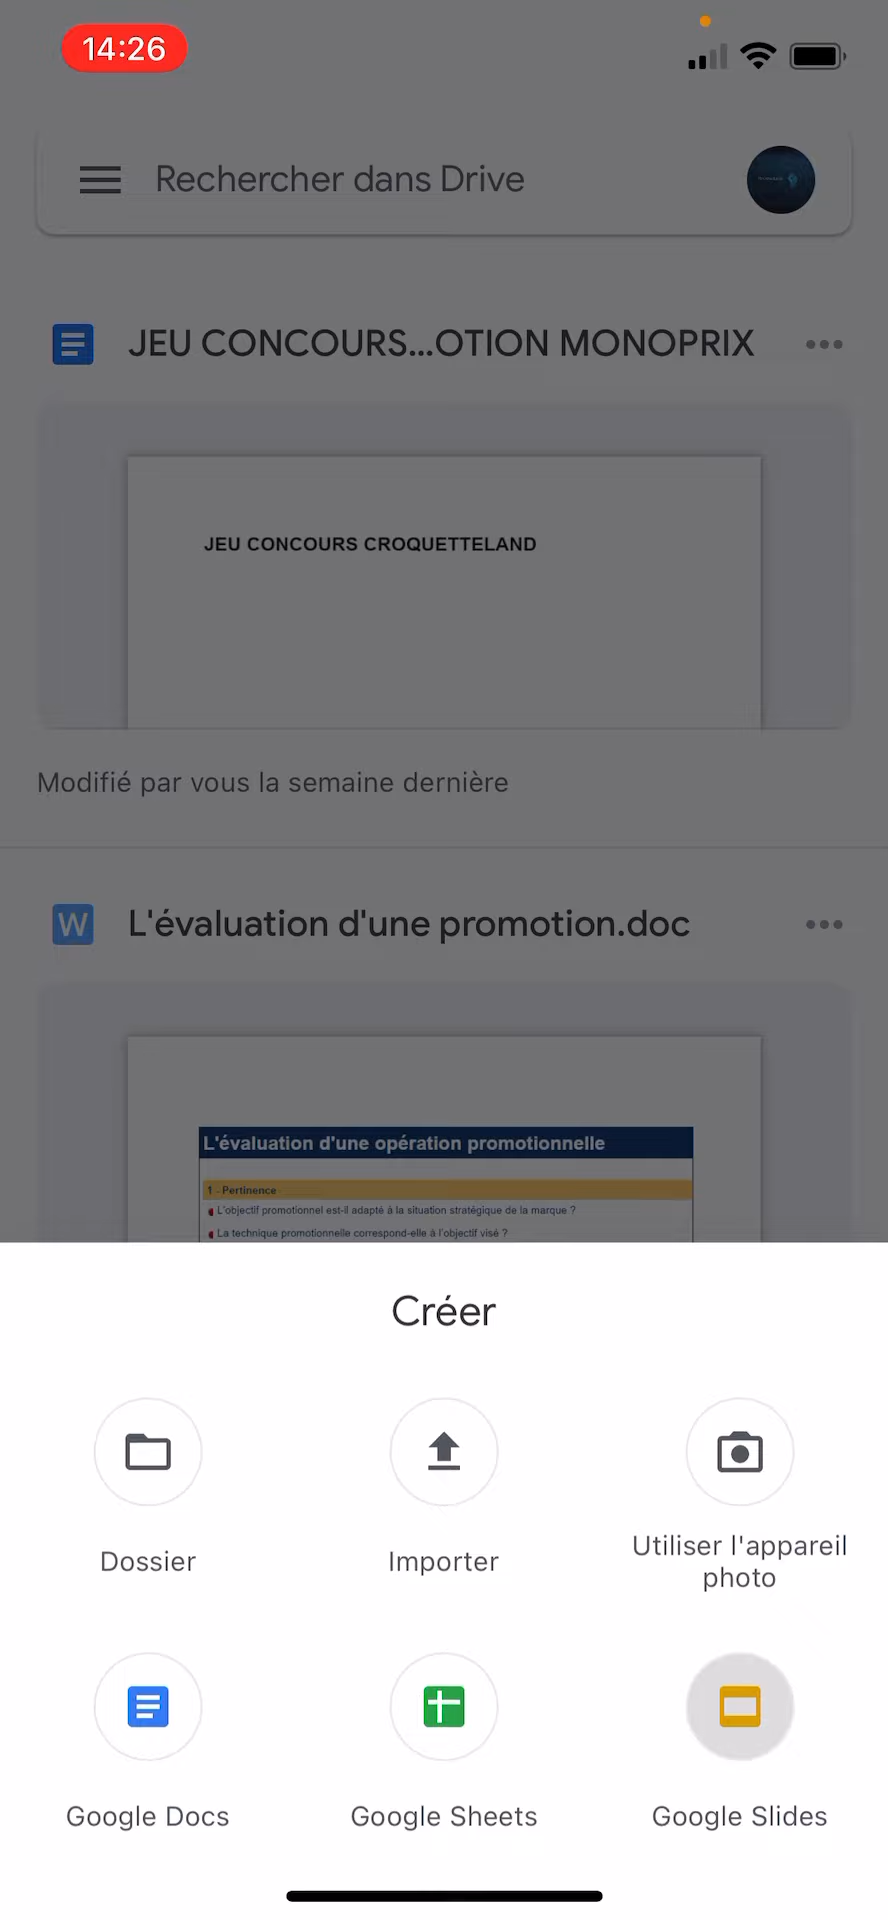 14:26
Rechercher dans Drive
JEU CONCOURS...OTION MONOPRIX
JEU CONCOURS CROQUETTELAND
Modifié par vous la semaine dernière
W
L'évaluation d'une promotion.doc
L'évaluation d'une opération promotionnelle
1 - Pertinence
L'objectif promotionnel est-il adapté à la situation stratégique de la marque ?
La technique promotionnelle correspond-elle à l'objectif visé ?
Créer
Dossier
Importer
Utiliser l'appareil
photo
Google Docs
Google Sheets
Google Slides